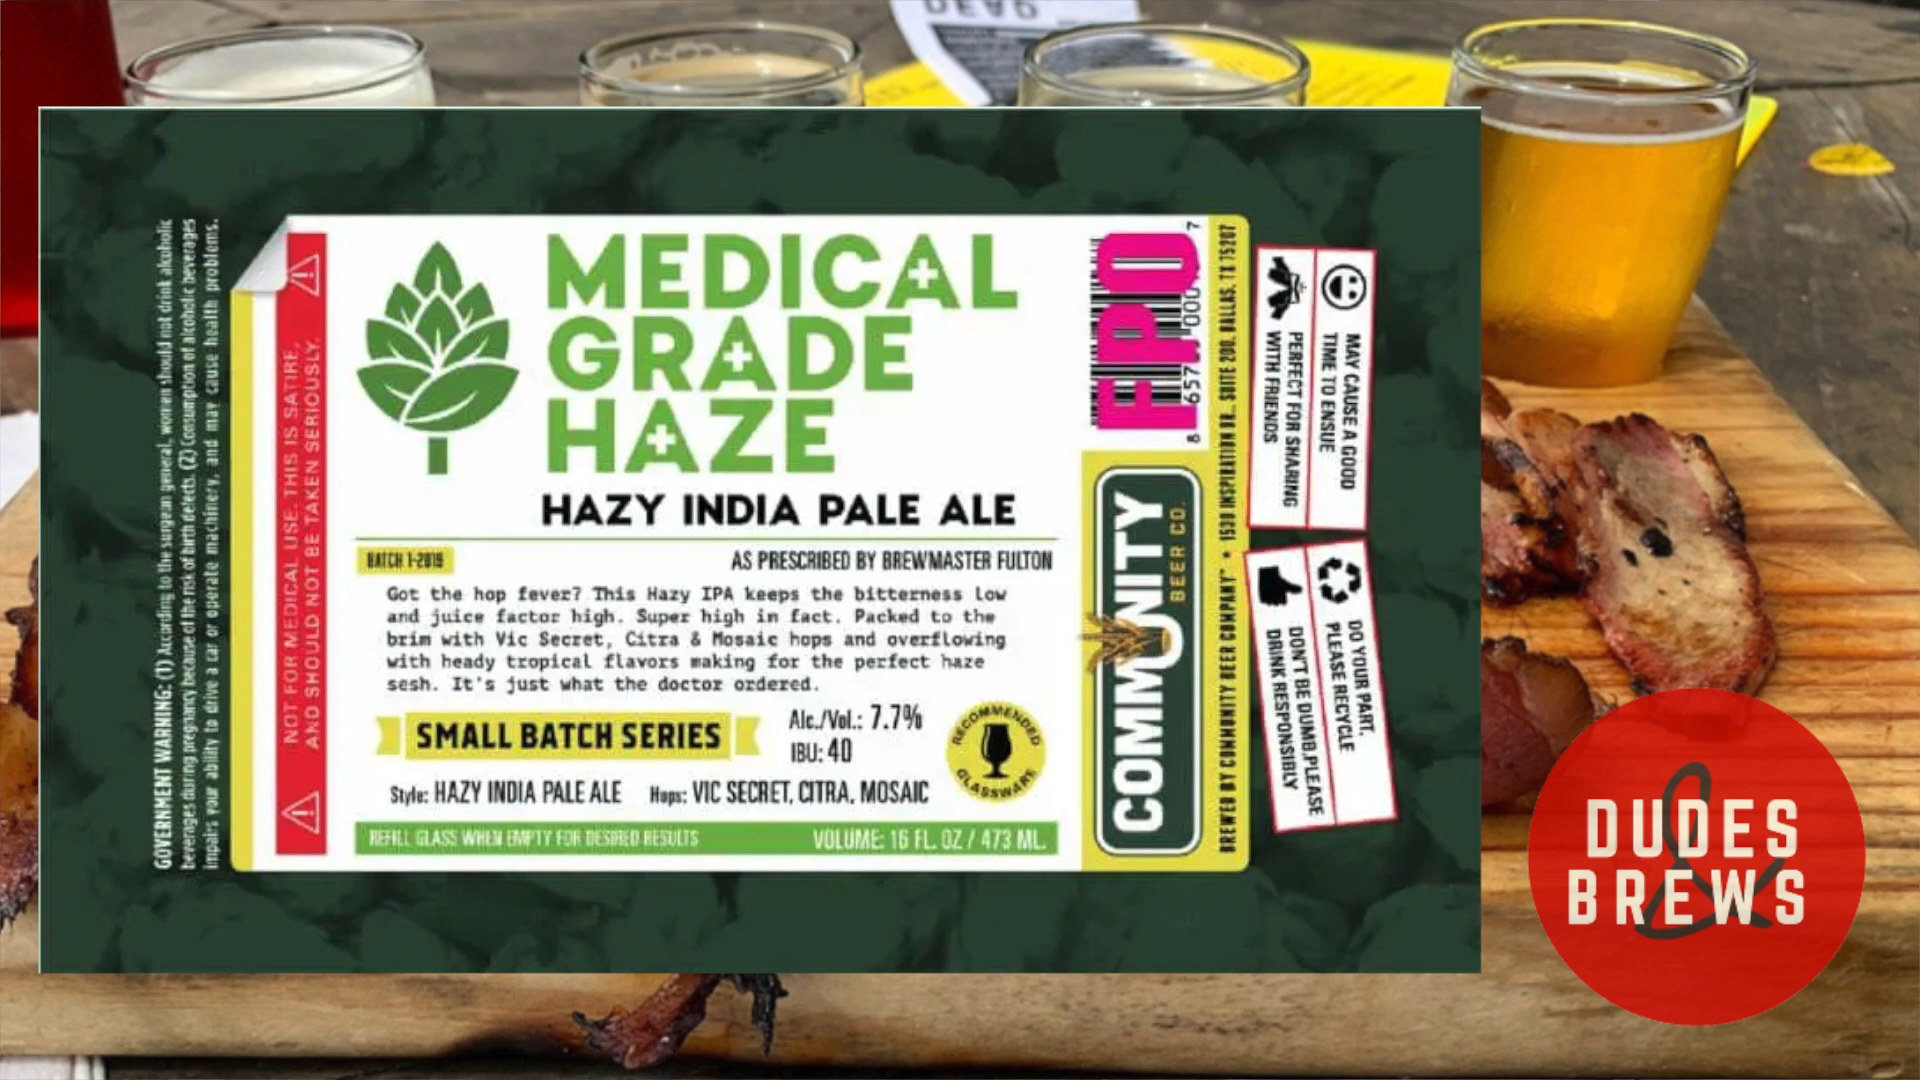 DEAD
GOVERNMENT WARNING: (1) According to the surgeon general, women should not drink alcoholic
beverages during pregnancy because of the risk of birth defects. (2) Consumption of alcoholic beverages
impairs your ability to drive a car or operate machinery, and may cause health problems.
NOT FOR MEDICAL USE. THIS IS SATIRE,
AND SHOULD NOT BE TAKEN SERIOUSLY.
MEDICAL
GRADE
HAZE
HAZY INDIA PALE ALE
BATCH 1-2019
AS PRESCRIBED BY BREWMASTER FULTON
Got the hop fever? This Hazy IPA keeps the bitterness low
and juice factor high. Super high in fact. Packed to the
brim with Vic Secret, Citra & Mosaic hops and overflowing
with heady tropical flavors making for the perfect haze
sesh. It's just what the doctor ordered.
SMALL BATCH SERIES
Alc./Vol.: 7.7%
IBU: 40
RECOMMENDED
GLASSWARE
Style: HAZY INDIA PALE ALE
Hops: VIC SECRET, CITRA, MOSAIC
REFILL GLASS WHEN EMPTY FOR DESIRED RESULTS
VOLUME: 16 FL. OZ / 473 ML.
FPO
COMMUNITY
BEER CO.
BREWED BY COMMUNITY BEER COMPANY • 1530 INSPIRATION DR., SUITE 200, DALLAS, TX 75207
MAY CAUSE A GOOD
TIME TO ENSUE
PERFECT FOR SHARING
WITH FRIENDS
DO YOUR PART,
PLEASE RECYCLE
DON'T BE DUMB, PLEASE
DRINK RESPONSIBLY
DUDES
&
BREWS